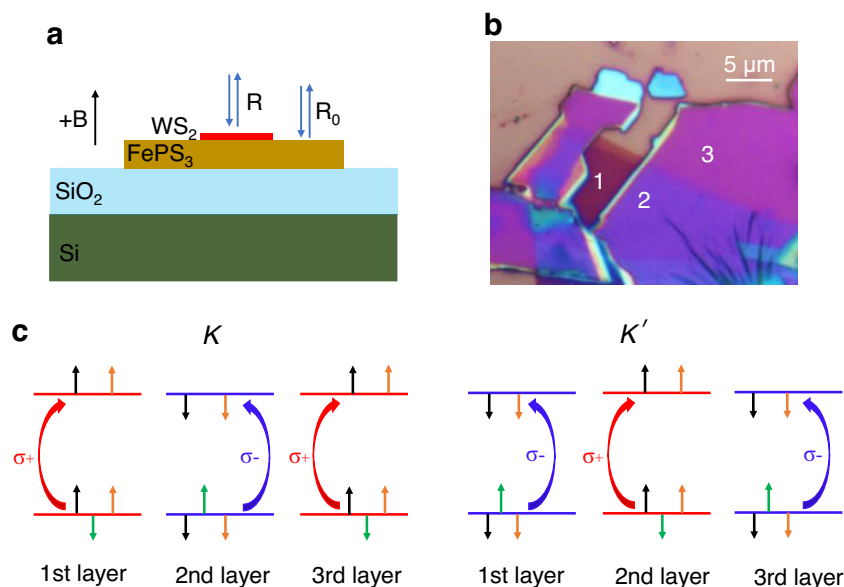 a
+B
R
R₀
WS₂
FePS₃
SiO₂
Si
b
5 μm
1
2
3
c
K
K′
σ+
σ-
σ+
σ-
σ+
σ-
1st layer
2nd layer
3rd layer
1st layer
2nd layer
3rd layer